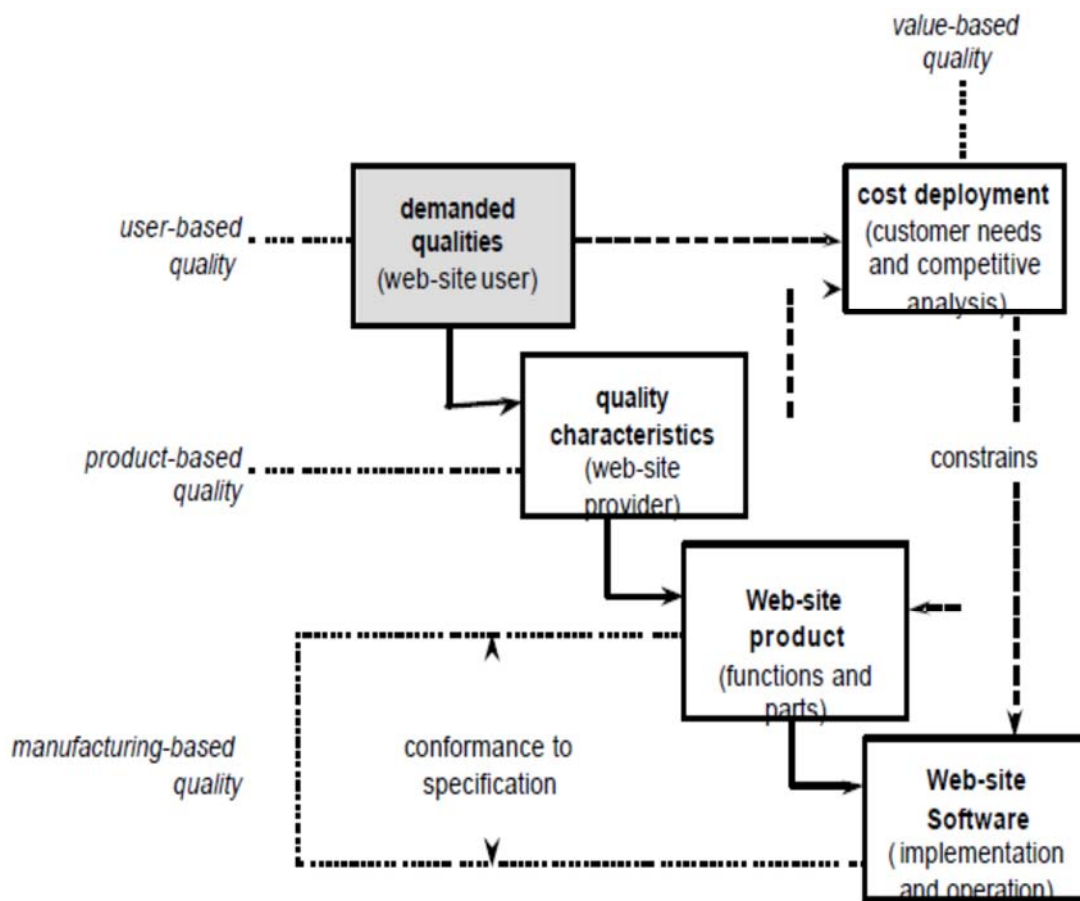 value-based
quality
cost deployment
(customer needs
and competitive
analysis)
demanded
qualities
(web-site user)
user-based
quality
quality
characteristics
(web-site
provider)
product-based
quality
constrains
Web-site
product
(functions and
parts)
manufacturing-based
quality
conformance to
specification
Web-site
Software
( implementation
and operation)